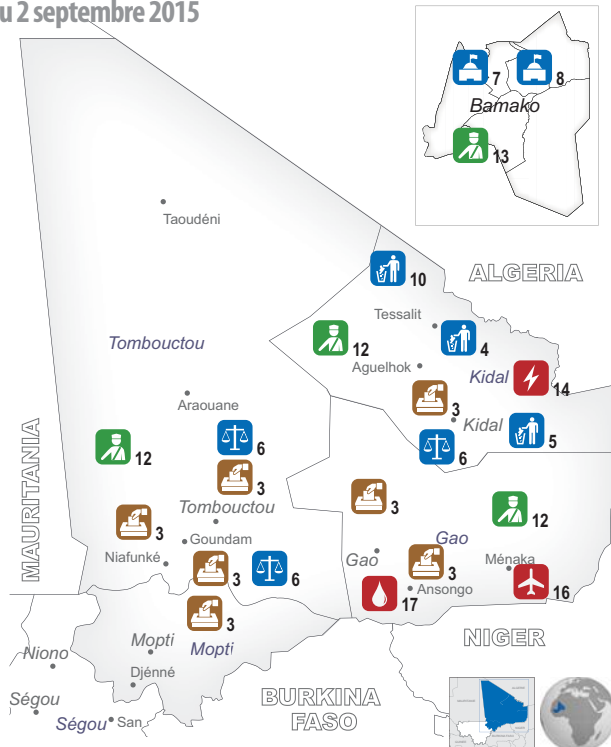 u 2 septembre 2015
7
8
Bamako
13
Taoudéni
10
ALGERIA
Tessalit
Tombouctou
12
4
Aguelhok
Kidal
14
Araouane
3
Kidal
5
MAURITANIA
12
6
6
3
3
Tombouctou
12
3
Goundam
Gao
Niafunké
Gao
3
6
3
Ménaka
Ansongo
16
17
3
NIGER
Mopti
Mopti
Niono
Djénné
Ségou
BURKINA
FASO
Ségou
San